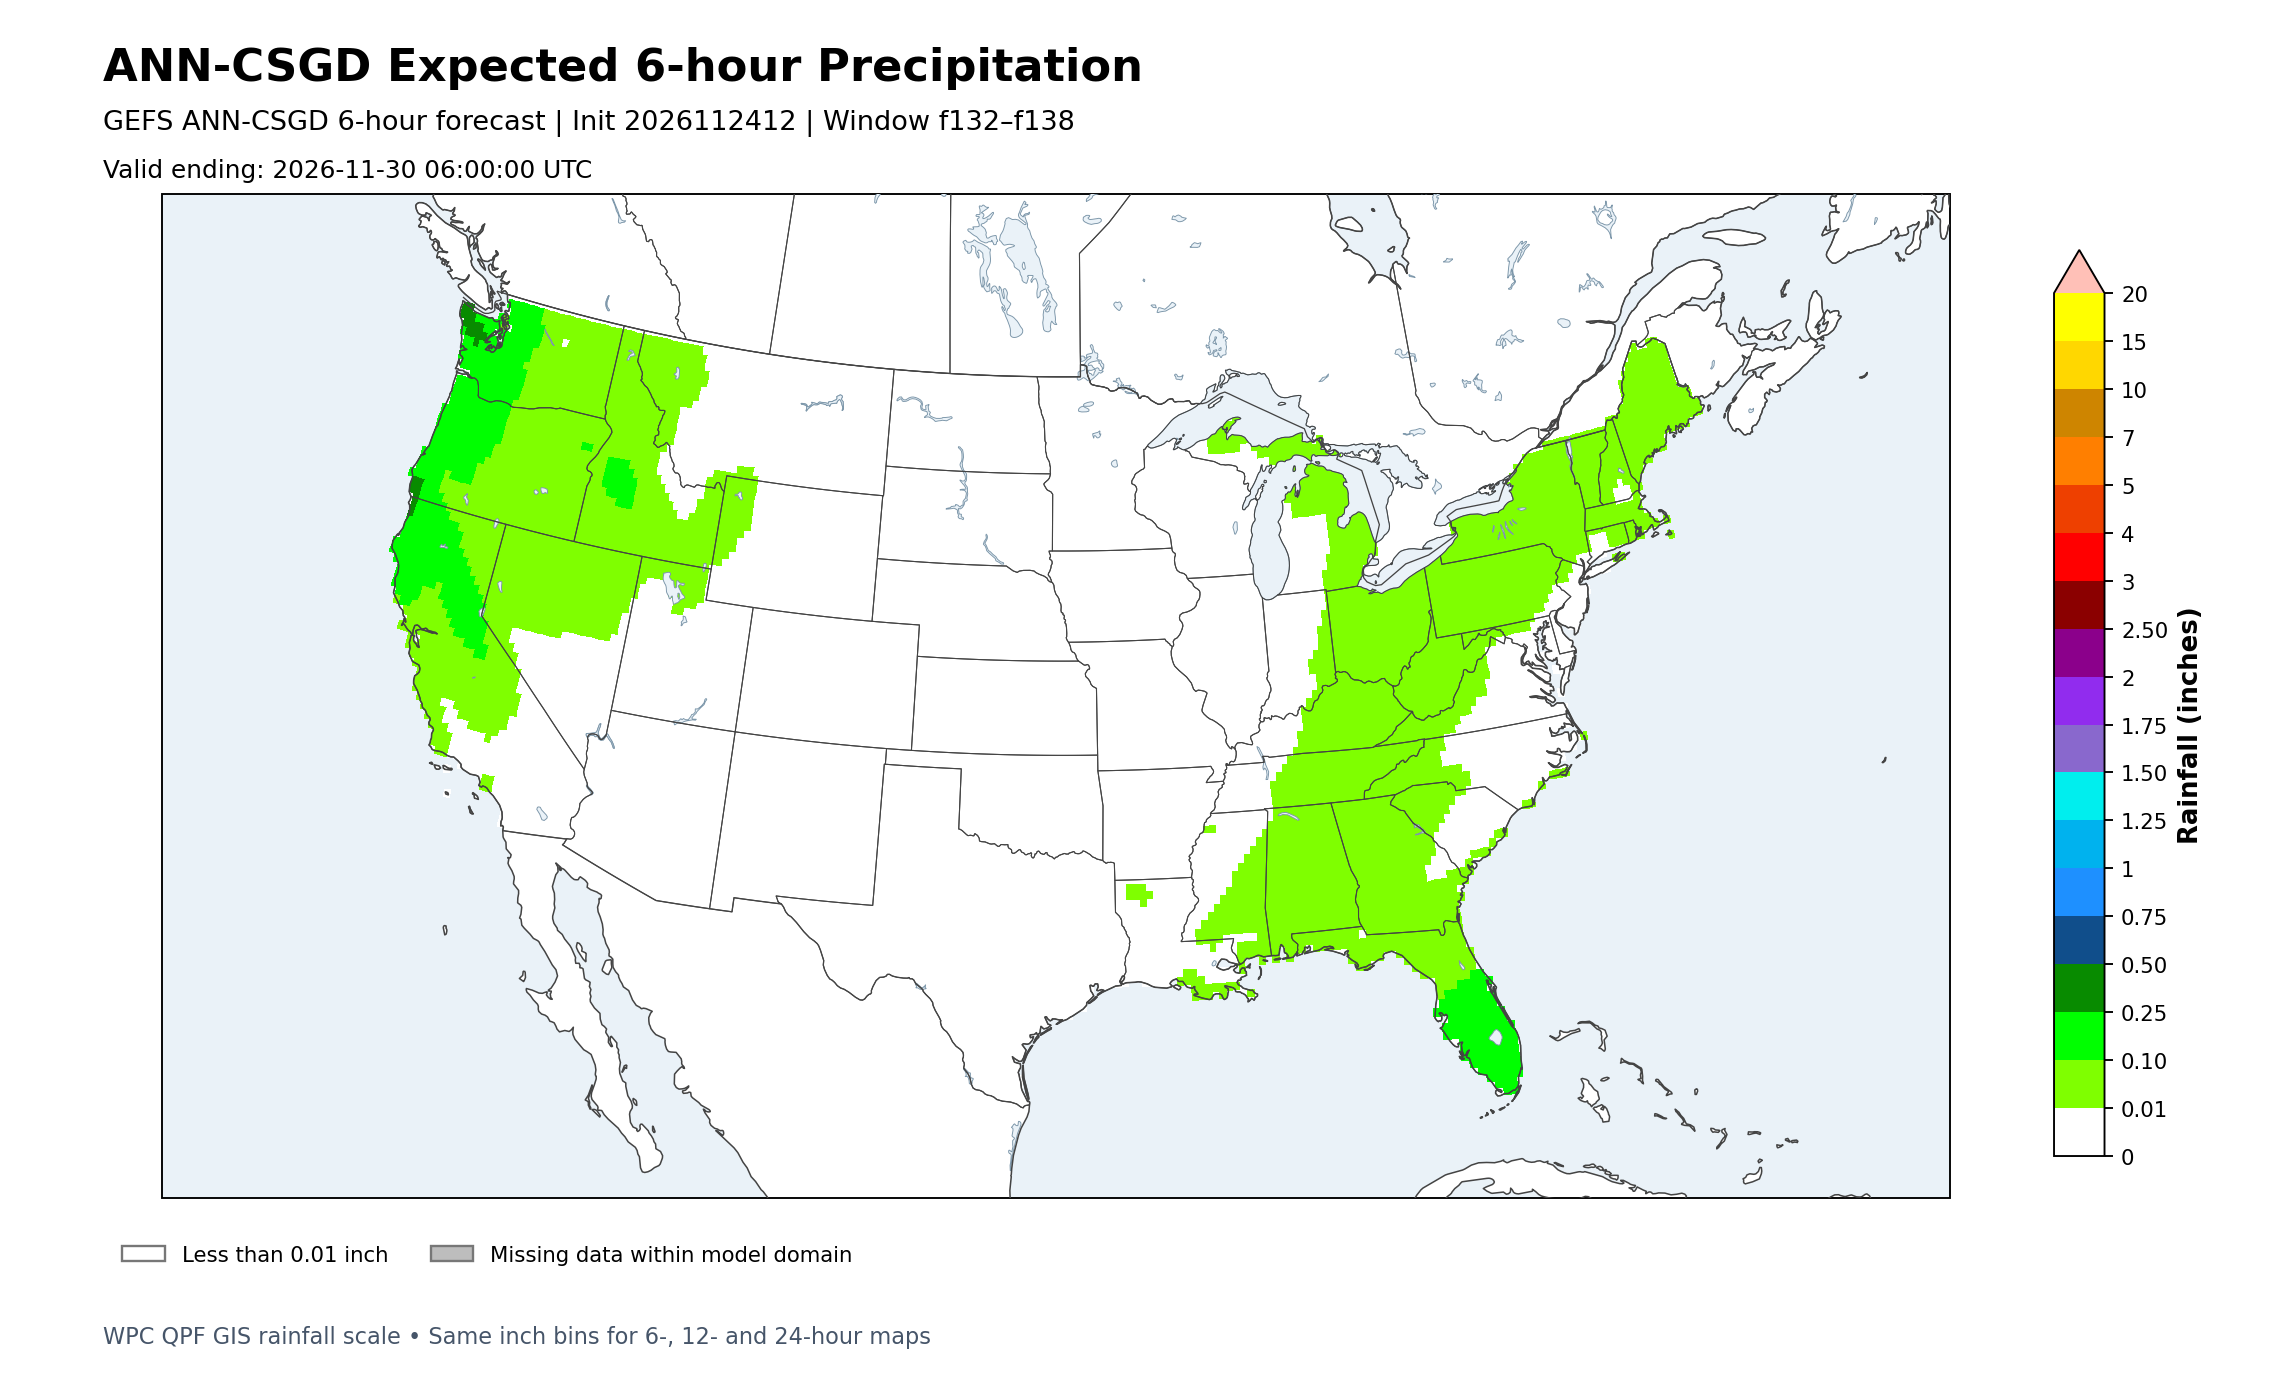 ANN-CSGD Expected 6-hour Precipitation
GEFS ANN-CSGD 6-hour forecast | Init 2026112412 | Window f132–f138
Valid ending: 2026-11-30 06:00:00 UTC
20
15
10
7
5
4
3
2.50
2
1.75
1.50
1.25
1
0.75
0.50
0.25
0.10
0.01
0
Rainfall (inches)
Less than 0.01 inch
Missing data within model domain
WPC QPF GIS rainfall scale • Same inch bins for 6-, 12- and 24-hour maps